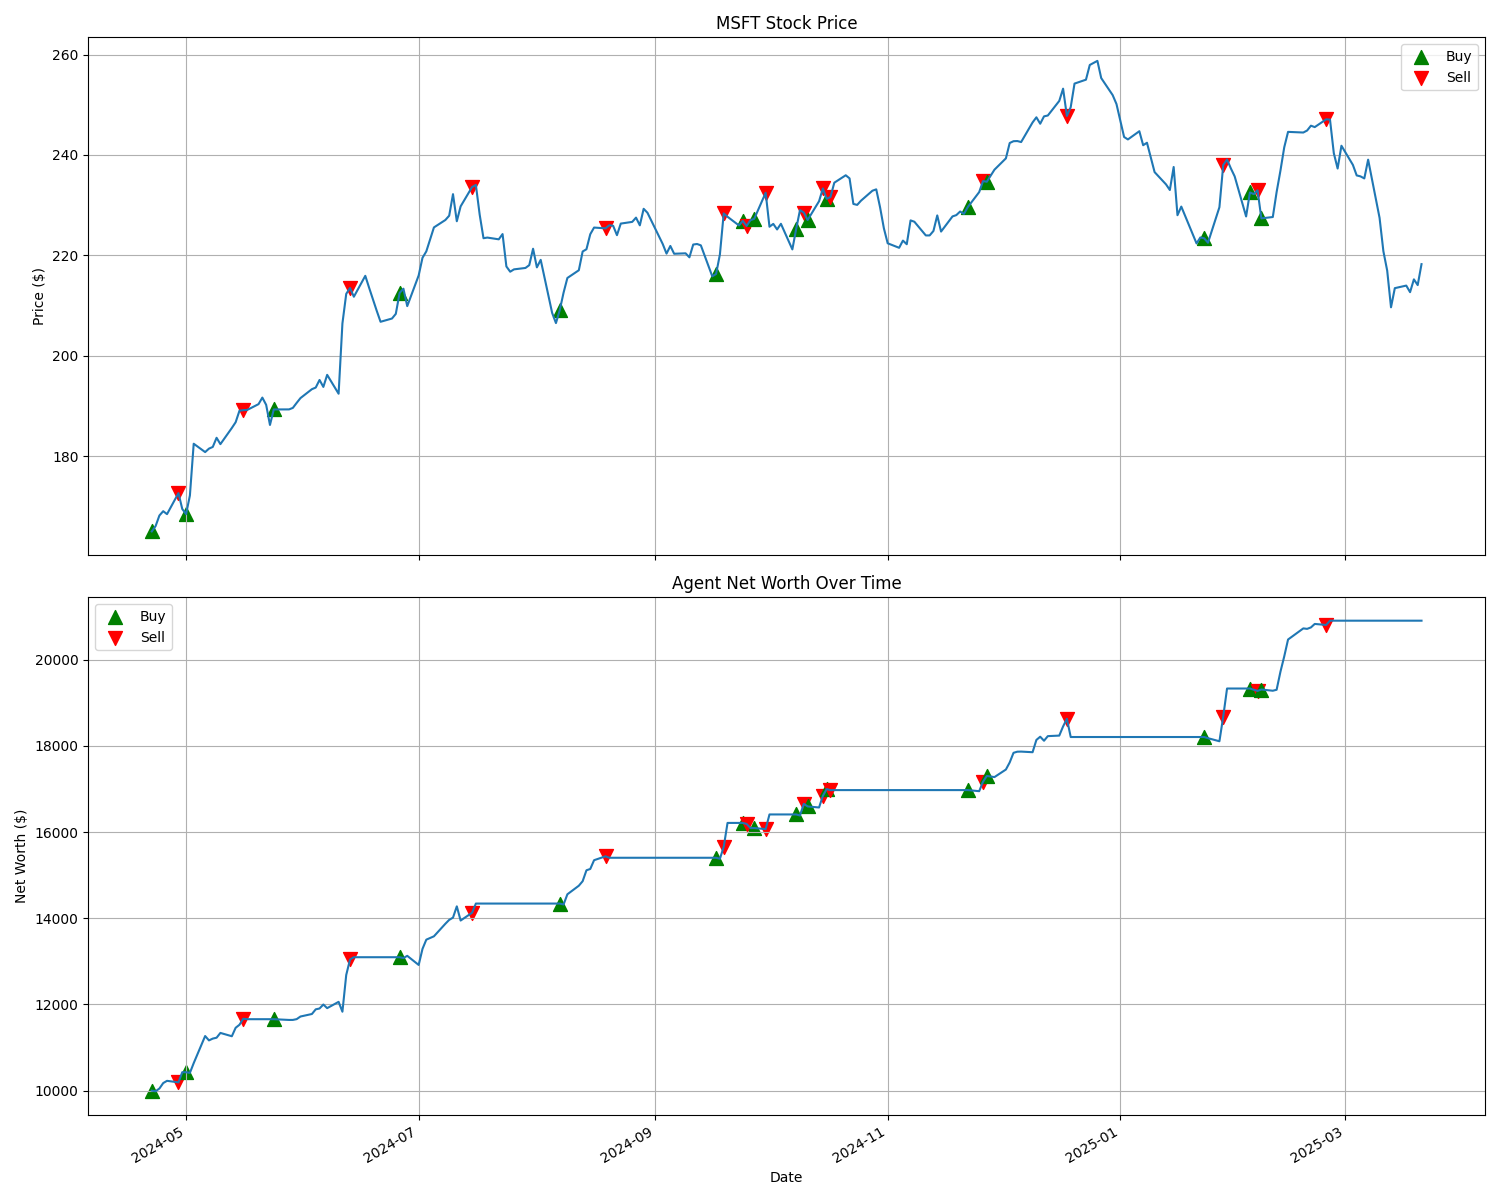 MSFT Stock Price
Price ($)
260
240
220
200
180
Buy
Sell
Agent Net Worth Over Time
Net Worth ($)
20000
18000
16000
14000
12000
10000
Buy
Sell
2024-05
2024-07
2024-09
2024-11
2025-01
2025-03
Date